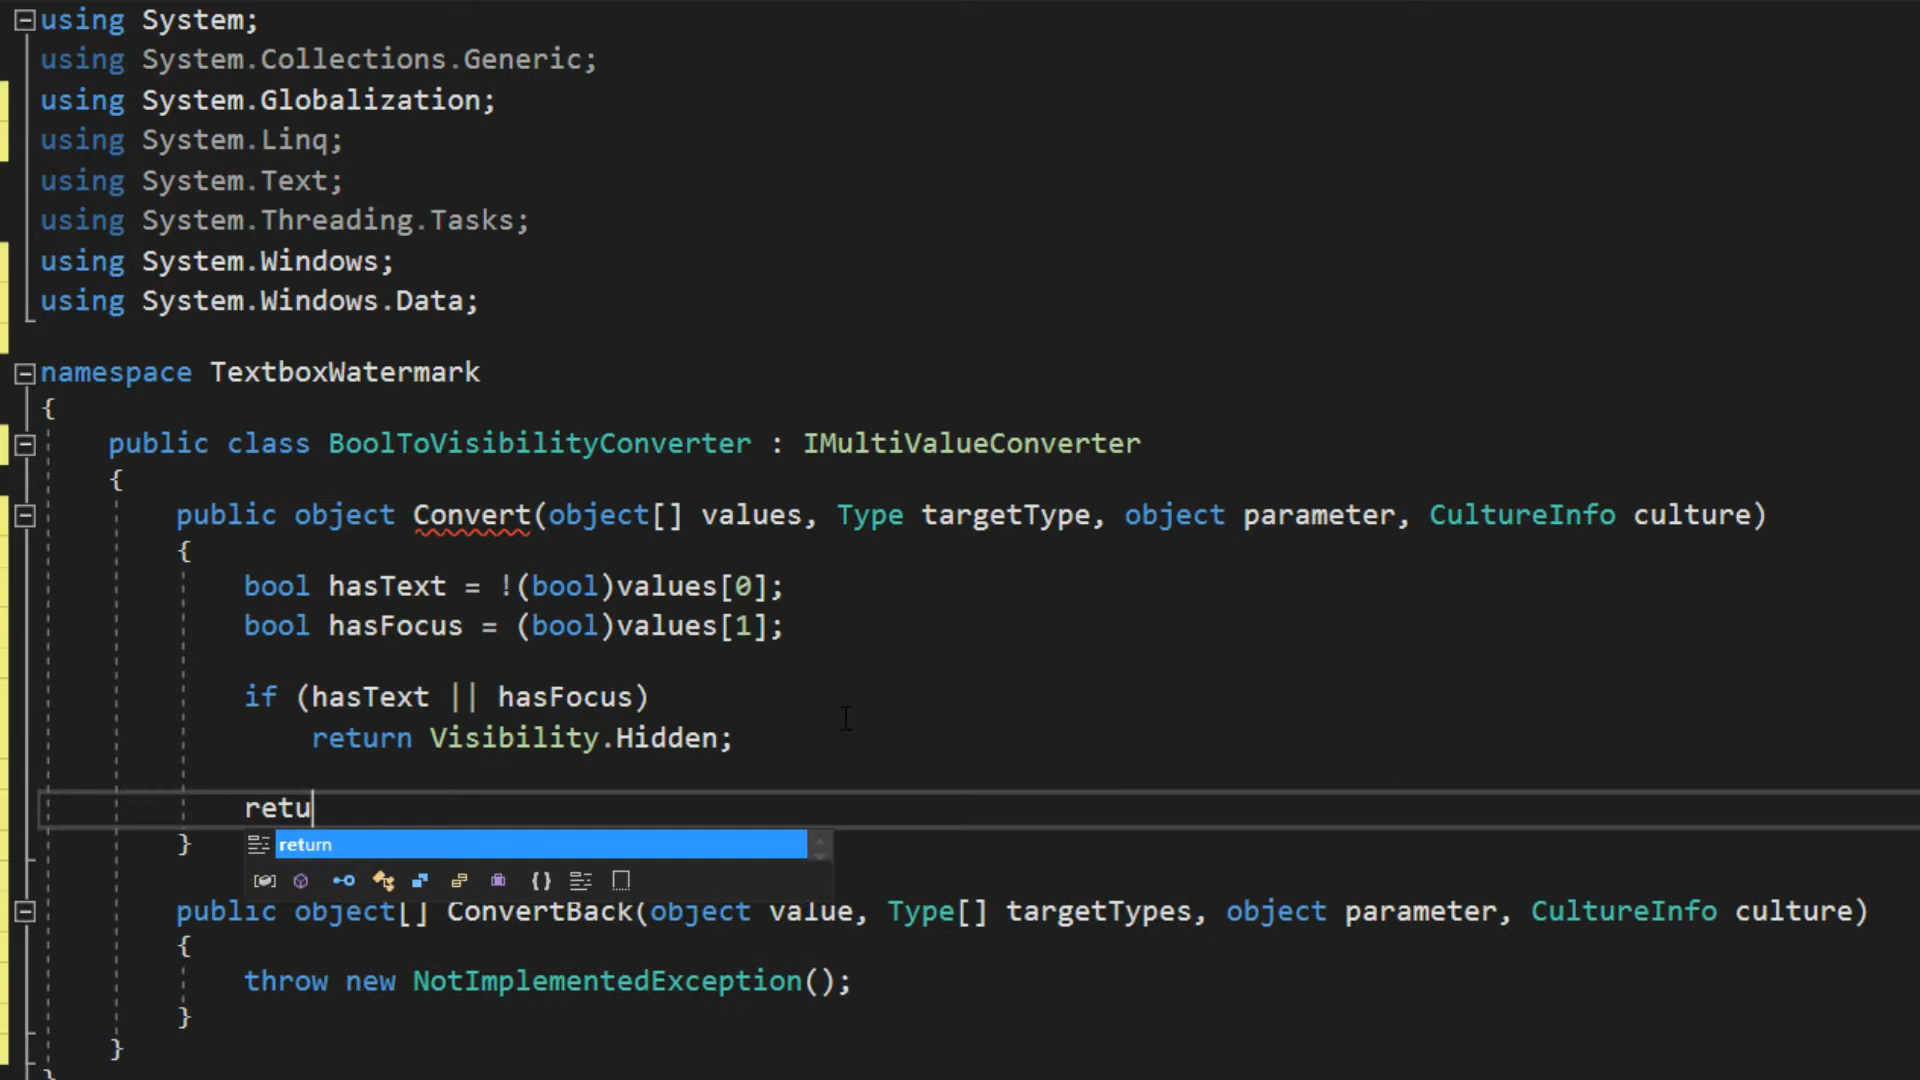 using System;
using System.Collections.Generic;
using System.Globalization;
using System.Linq;
using System.Text;
using System.Threading.Tasks;
using System.Windows;
using System.Windows.Data;
namespace TextboxWatermark
{
public class BoolToVisibilityConverter : IMultiValueConverter
{
public object Convert(object[] values, Type targetType, object parameter, CultureInfo culture)
{
bool hasText = !(bool)values[0];
bool hasFocus = (bool)values[1];
if (hasText || hasFocus)
return Visibility.Hidden;
retu
return
}
public object[] ConvertBack(object value, Type[] targetTypes, object parameter, CultureInfo culture)
{
throw new NotImplementedException();
}
}
}